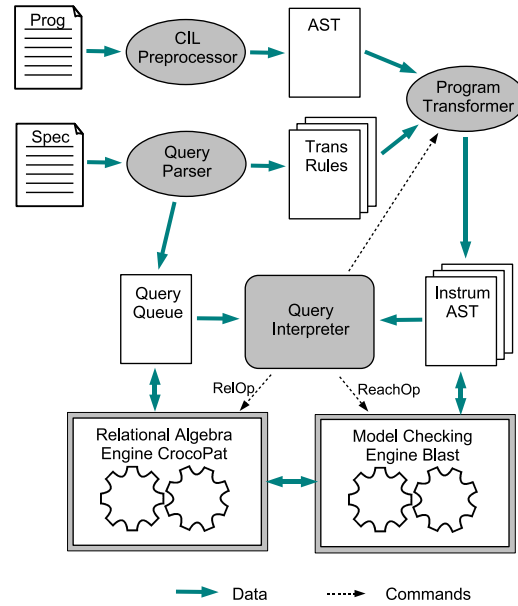 Prog
CIL
Preprocessor
AST
Program
Transformer
Spec
Query
Parser
Trans
Rules
Query
Queue
Query
Interpreter
Instrum
AST
RelOp
ReachOp
Relational Algebra
Engine CrocoPat
Model Checking
Engine Blast
Data
Commands